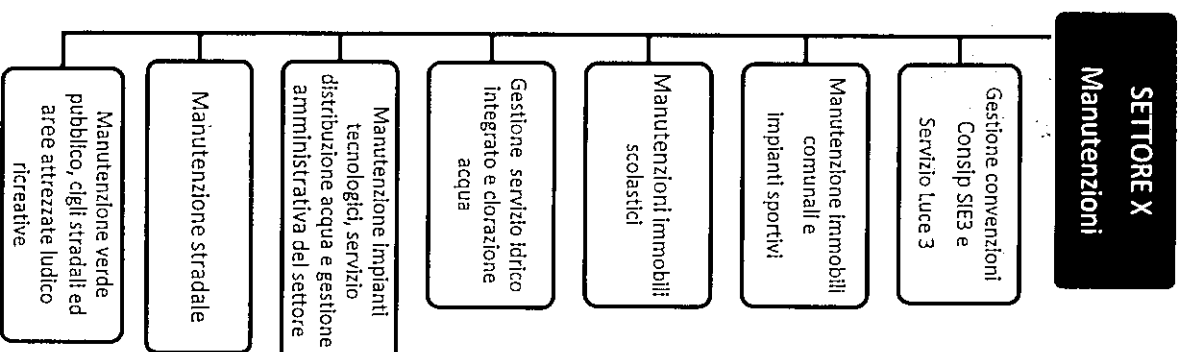 SETTORE X
Manutenzioni
Gestione convenzioni
Consip SIE3 e
Servizio Luce 3
Manutenzione immobili
comunali e
impianti sportivi
Manutenzioni immobili
scolastici
Gestione servizio idrico
integrato e clorazione
acqua
Manutenzione impianti
tecnologici, servizio
distribuzione acqua e gestione
amministrativa del settore
Manutenzione stradale
Manutenzione verde
pubblico, cigli stradali ed
aree attrezzate ludico
ricreative